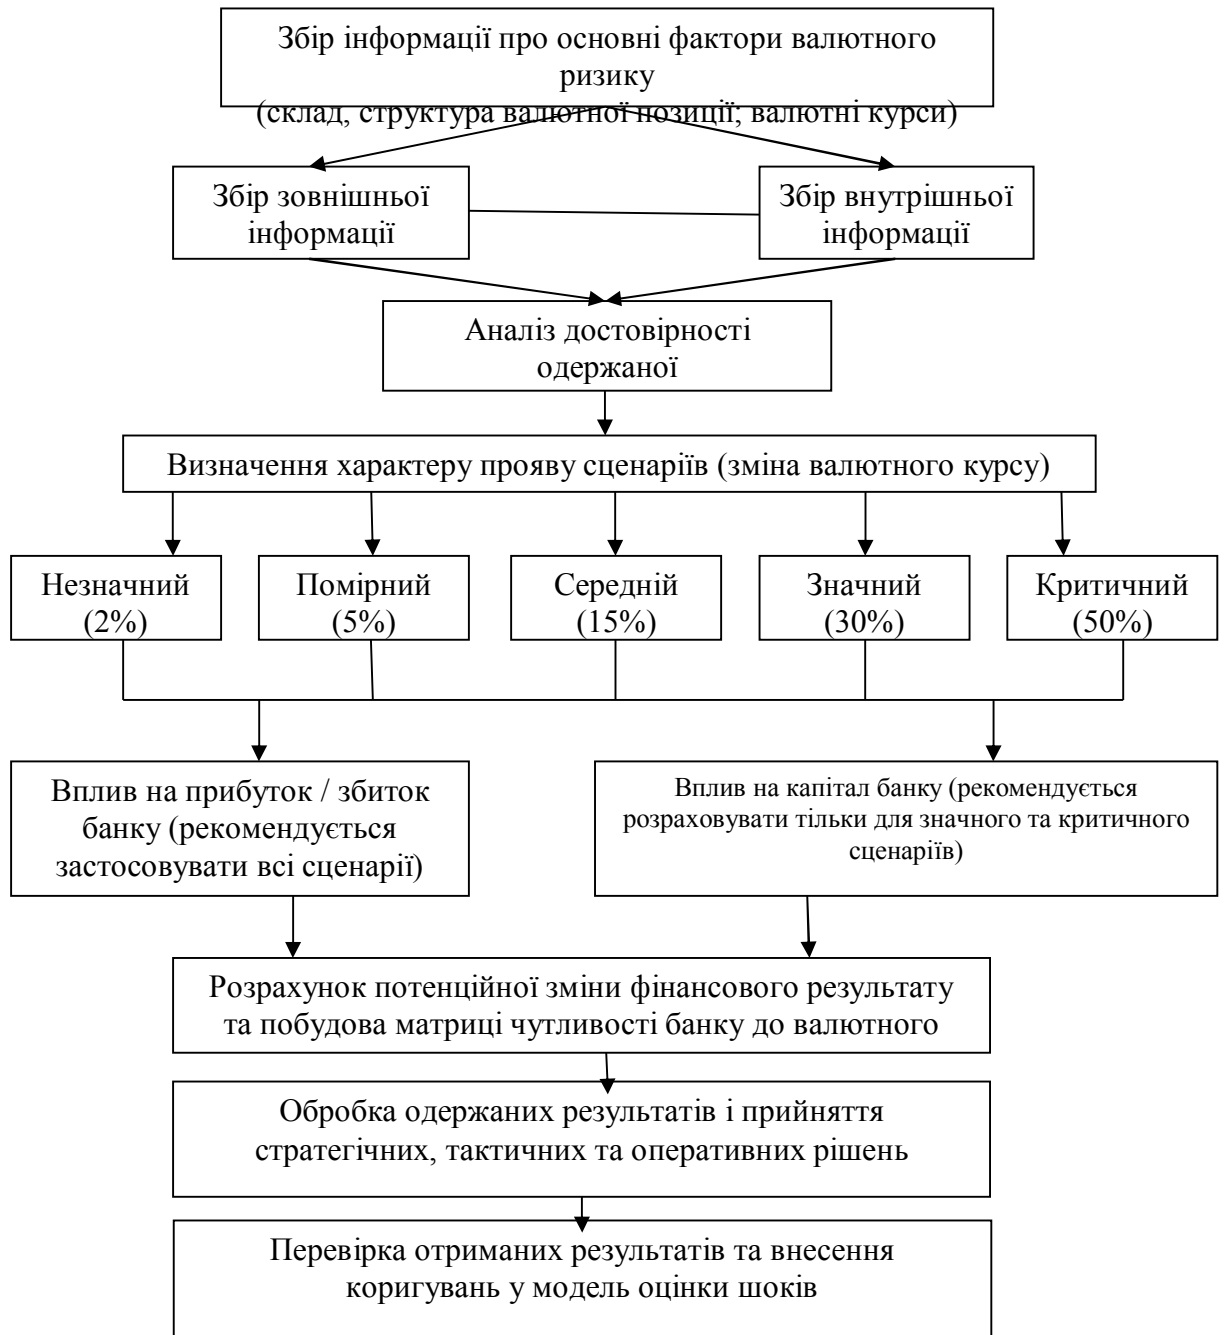 Збір інформації про основні фактори валютного
ризику
(склад, структура валютної позиції; валютні курси)
Збір зовнішньої
інформації
Збір внутрішньої
інформації
Аналіз достовірності
одержаної
Визначення характеру прояву сценаріїв (зміна валютного курсу)
Незначний
(2%)
Помірний
(5%)
Середній
(15%)
Значний
(30%)
Критичний
(50%)
Вплив на прибуток / збиток
банку (рекомендується
застосовувати всі сценарії)
Вплив на капітал банку (рекомендується
розраховувати тільки для значного та критичного
сценаріїв)
Розрахунок потенційної зміни фінансового результату
та побудова матриці чутливості банку до валютного
Обробка одержаних результатів і прийняття
стратегічних, тактичних та оперативних рішень
Перевірка отриманих результатів та внесення
коригувань у модель оцінки шоків